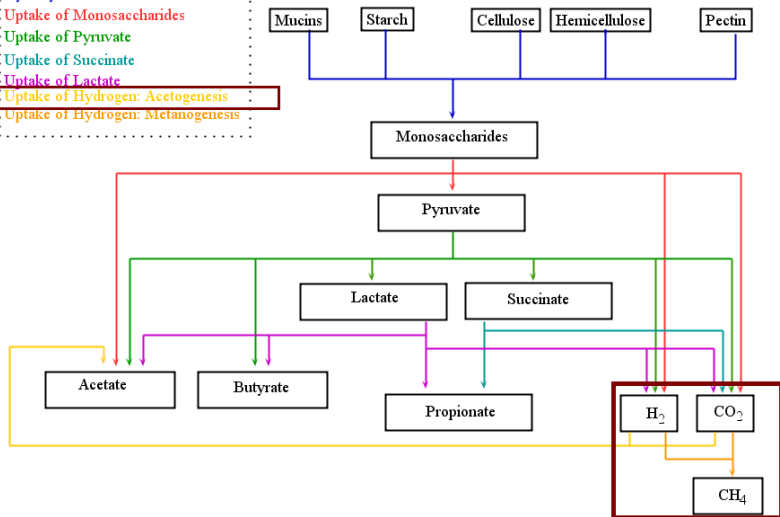 Uptake of Monosaccharides
Uptake of Pyruvate
Uptake of Succinate
Uptake of Lactate
Uptake of Hydrogen: Acetogenesis
Uptake of Hydrogen: Metanogenesis
Mucins Starch Cellulose Hemicellulose Pectin
Monosaccharides
Pyruvate
Lactate Succinate
Acetate Butyrate Propionate H2 CO2
CH4